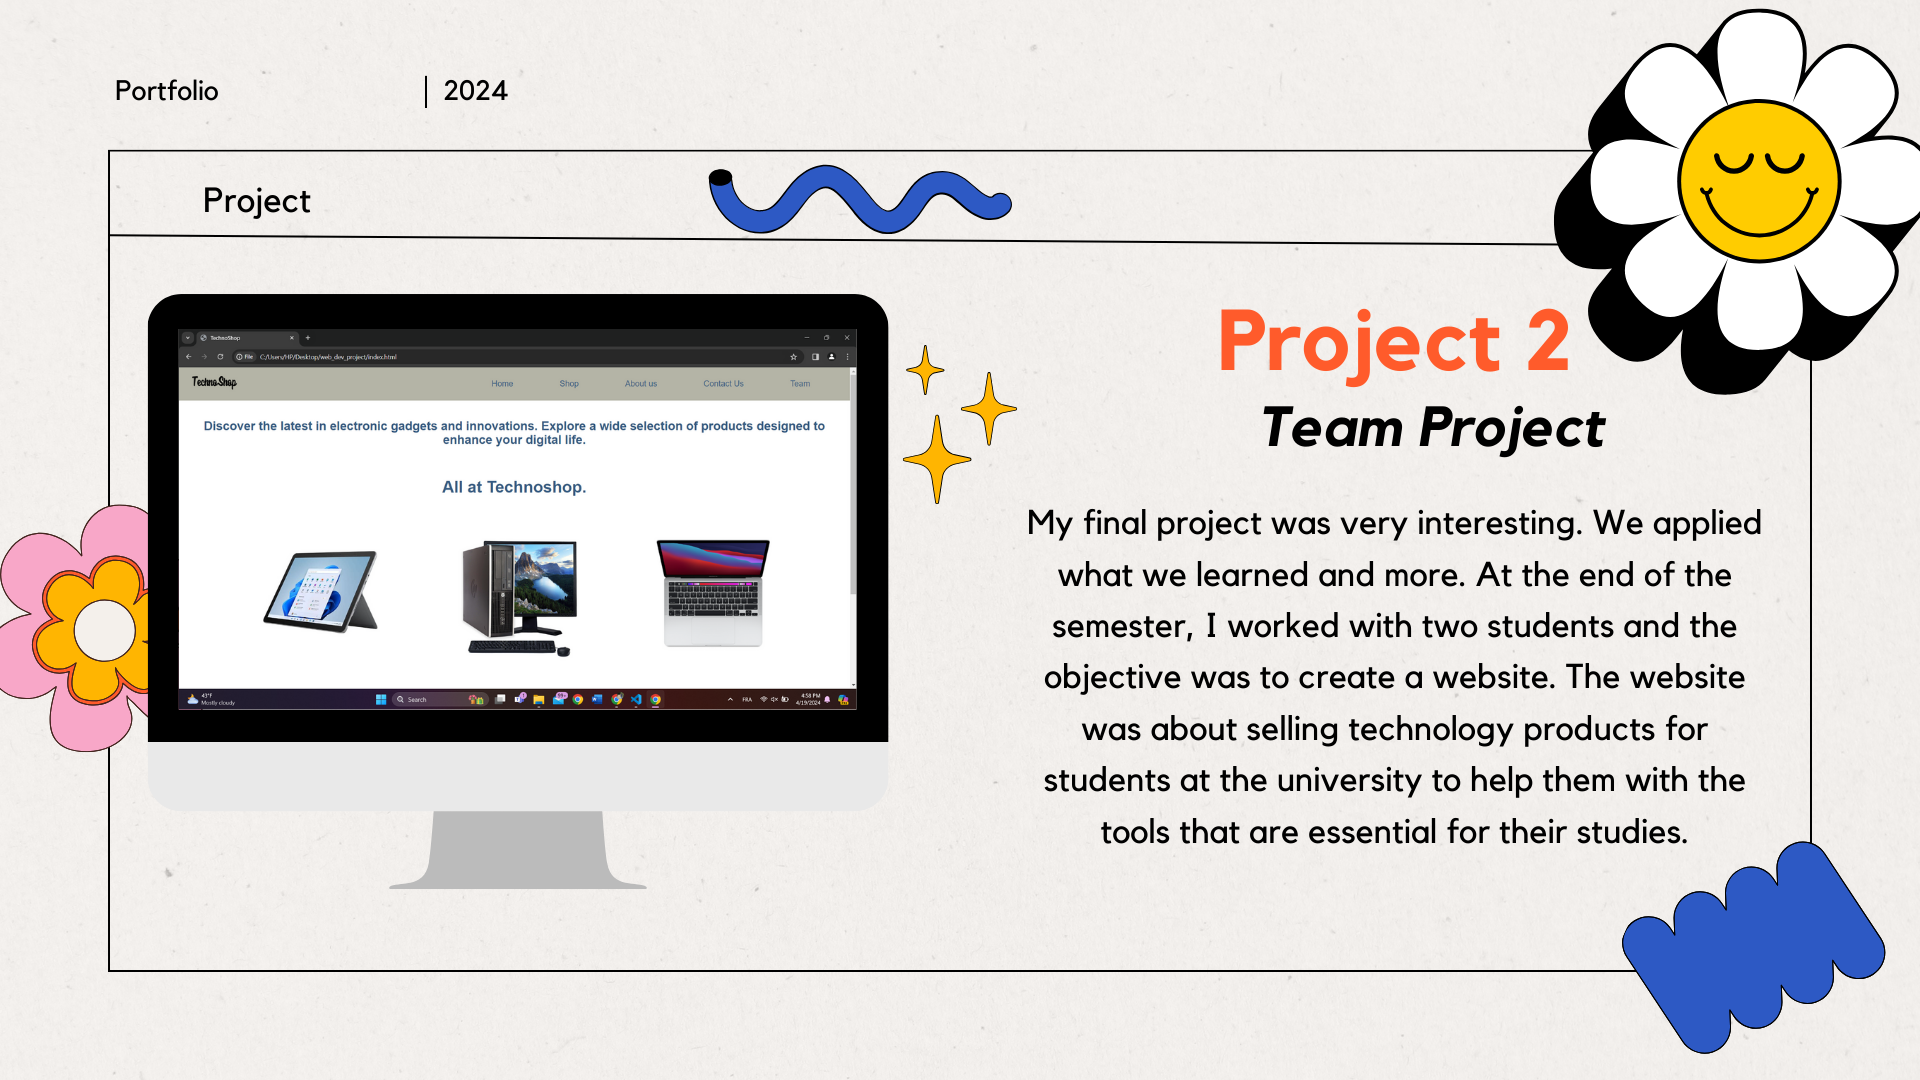 Portfolio
2024
Project
TechnoShop
File
C:/Users/HP/Desktop/web_dev_project/index.html
TechnoShop
Home
Shop
About us
Contact Us
Team
Discover the latest in electronic gadgets and innovations. Explore a wide selection of products designed to
enhance your digital life.
All at Technoshop.
43°F
Mostly cloudy
Search
FRA
4:58 PM
4/19/2024
Project 2
Team Project
My final project was very interesting. We applied
what we learned and more. At the end of the
semester, I worked with two students and the
objective was to create a website. The website
was about selling technology products for
students at the university to help them with the
tools that are essential for their studies.